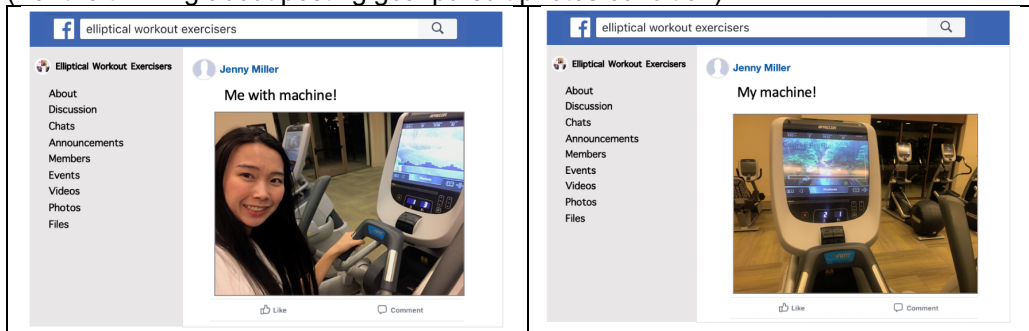 elliptical workout exercisers
Elliptical Workout Exercisers
About
Discussion
Chats
Announcements
Members
Events
Videos
Photos
Files
Jenny Miller
Me with machine!
Like
Comment
elliptical workout exercisers
Elliptical Workout Exercisers
About
Discussion
Chats
Announcements
Members
Events
Videos
Photos
Files
Jenny Miller
My machine!
Like
Comment